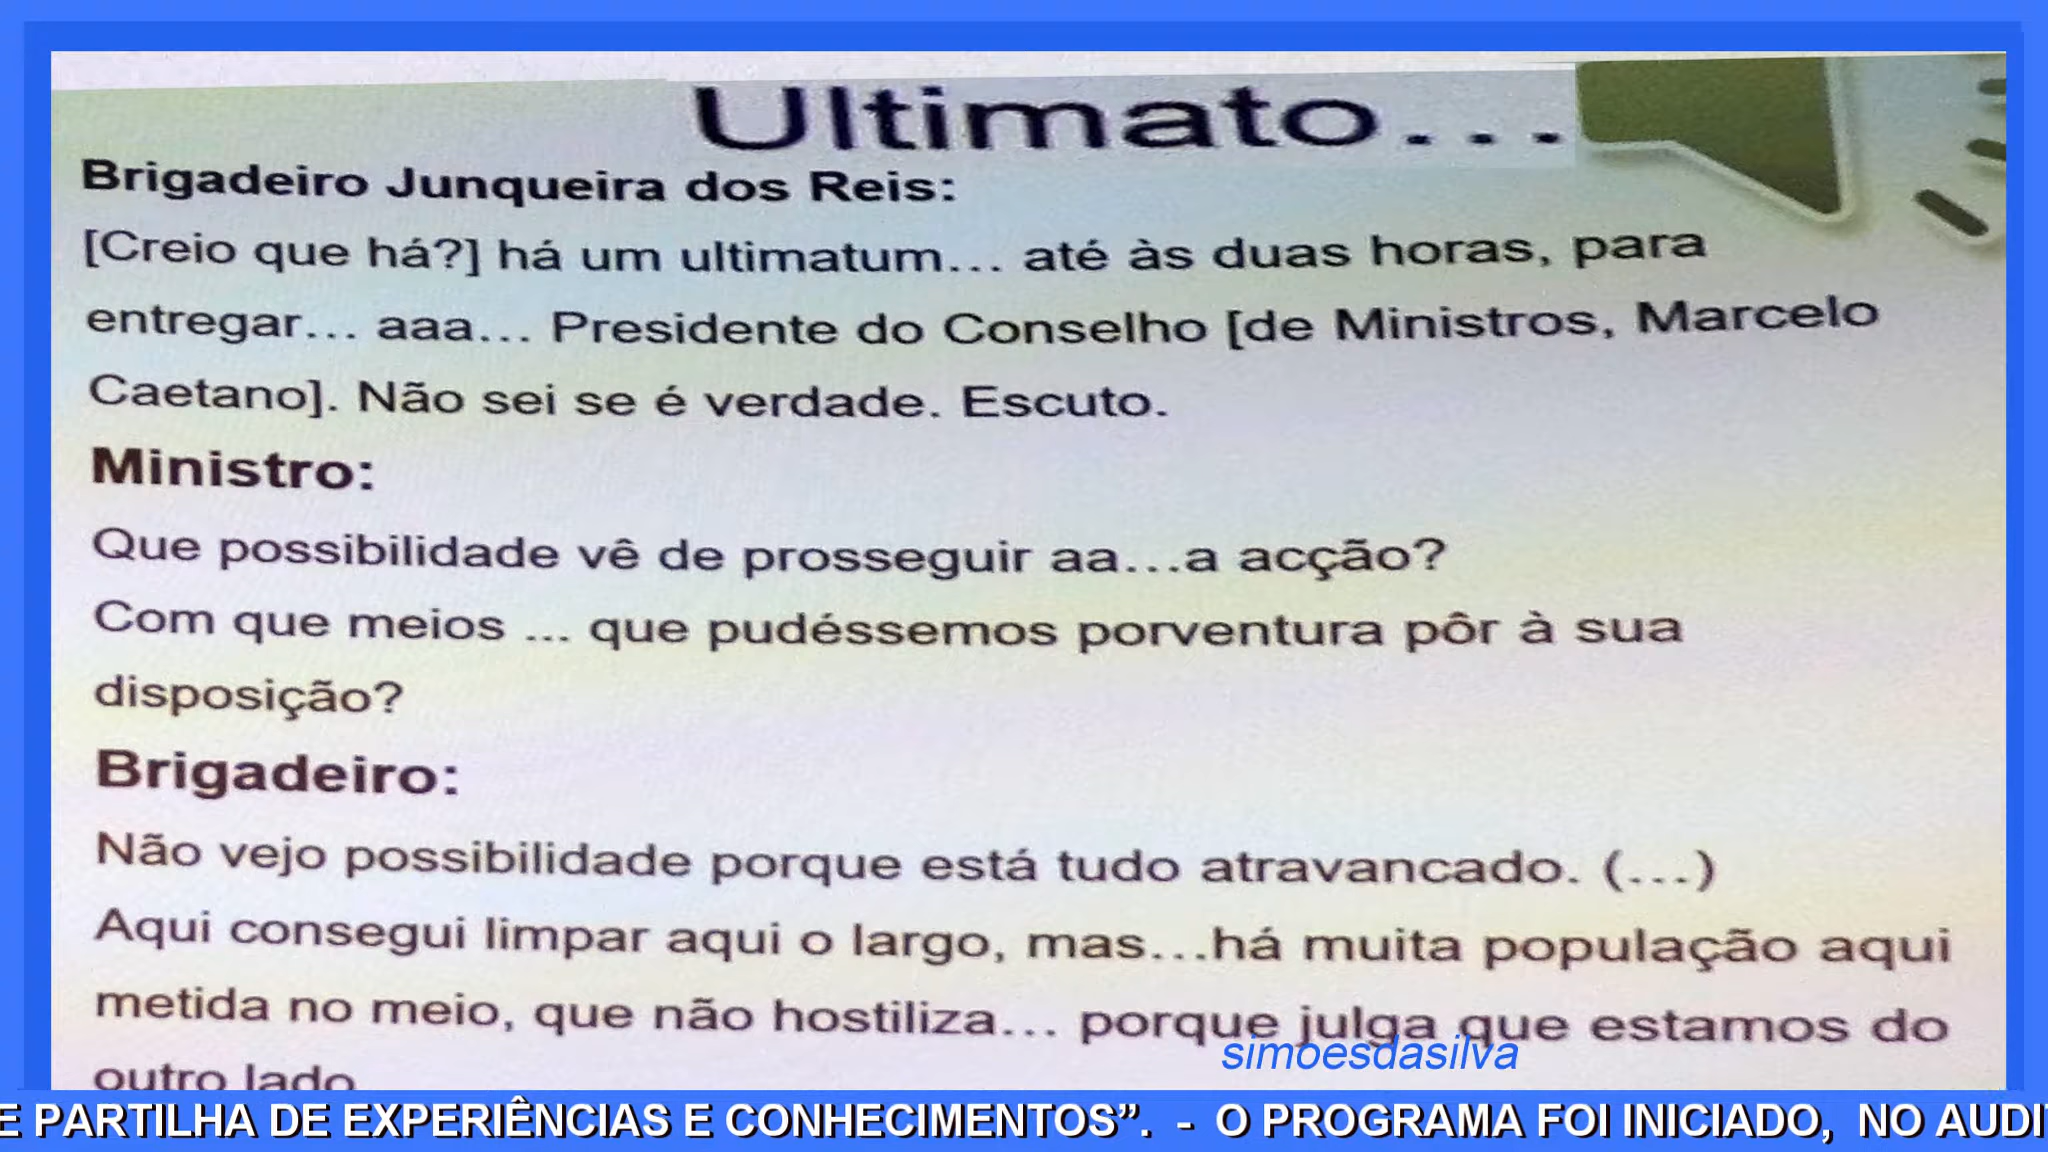 Ultimato...
Brigadeiro Junqueira dos Reis:
[Creio que há?] há um ultimatum... até às duas horas, para
entregar... aaa... Presidente do Conselho [de Ministros, Marcelo
Caetano]. Não sei se é verdade. Escuto.
Ministro:
Que possibilidade vê de prosseguir aa...a acção?
Com que meios ... que pudéssemos porventura pôr à sua
disposição?
Brigadeiro:
Não vejo possibilidade porque está tudo atravancado. (...)
Aqui consegui limpar aqui o largo, mas...há muita população aqui
metida no meio, que não hostiliza... porque julga que estamos do
outro lado
simoesdasilva
E PARTILHA DE EXPERIÊNCIAS E CONHECIMENTOS”. - O PROGRAMA FOI INICIADO, NO AUDI